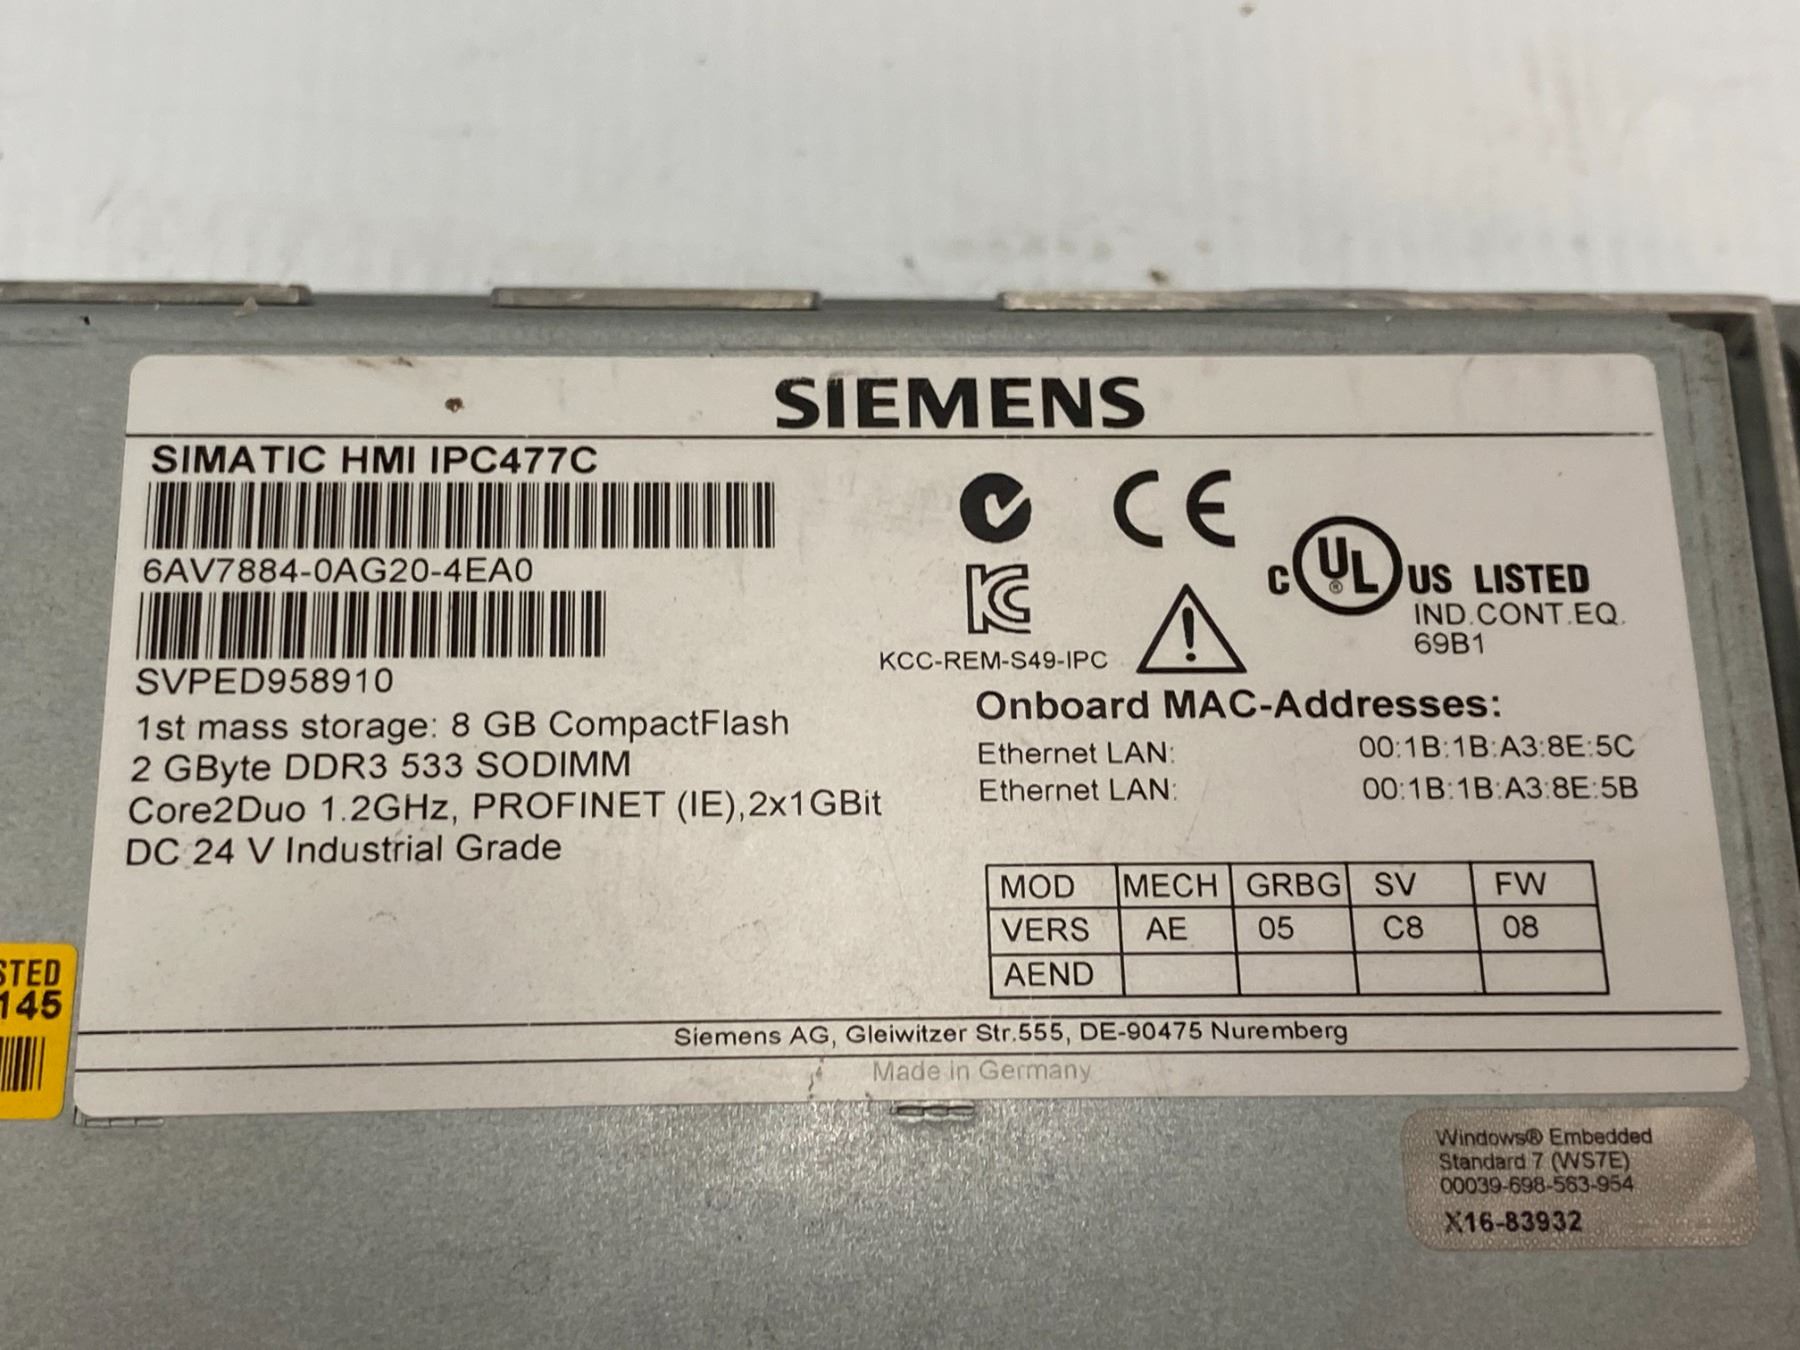 SIEMENS
SIMATIC HMI IPC477C
6AV7884-0AG20-4EA0
SVPED958910
1st mass storage: 8 GB CompactFlash
2 GByte DDR3 533 SODIMM
Core2Duo 1.2GHz, PROFINET (IE),2x1GBit
DC 24 V Industrial Grade
CE
KCC-REM-S49-IPC
C UL® US LISTED
IND.CONT.EQ.
69B1
Onboard MAC-Addresses:
Ethernet LAN: 00:1B:1B:A3:8E:5C
Ethernet LAN: 00:1B:1B:A3:8E:5B
MOD MECH GRBG SV FW
VERS AE 05 C8 08
AEND
Siemens AG, Gleiwitzer Str.555, DE-90475 Nuremberg
Made in Germany
STED
145
Windows® Embedded
Standard 7 (WS7E)
00039-698-563-954
X16-83932